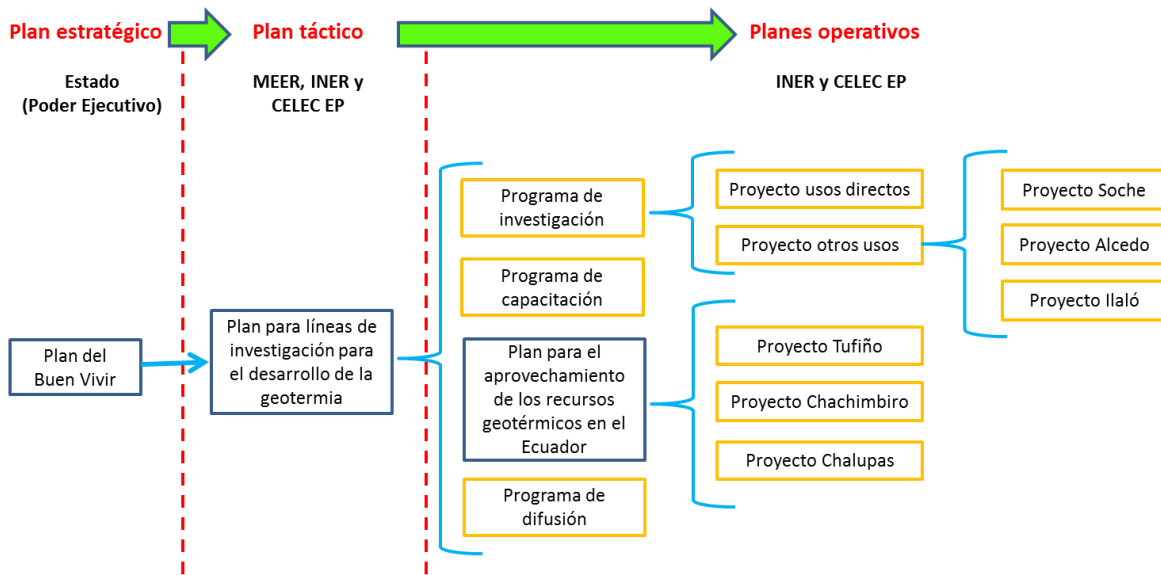 Plan estratégico
Plan táctico
Planes operativos
Estado
(Poder Ejecutivo)
MEER, INER y
CELEC EP
INER y CELEC EP
Plan del
Buen Vivir
Plan para líneas de
investigación para
el desarrollo de la
geotermia
Programa de
investigación
Programa de
capacitación
Plan para el
aprovechamiento
de los recursos
geotérmicos en el
Ecuador
Programa de
difusión
Proyecto usos directos
Proyecto otros usos
Proyecto Tufiño
Proyecto Chachimbiro
Proyecto Chalupas
Proyecto Soche
Proyecto Alcedo
Proyecto Ilaló